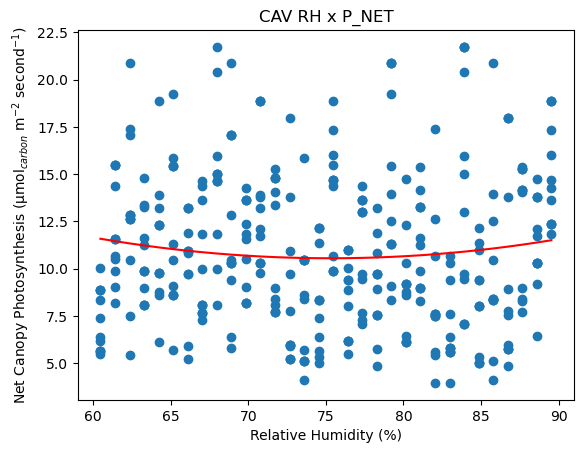 CAV RH x P_NET
Net Canopy Photosynthesis (μmol$_{carbon}$ m$^{-2}$ second$^{-1}$)
22.5
20.0
17.5
15.0
12.5
10.0
7.5
5.0
60 65 70 75 80 85 90
Relative Humidity (%)